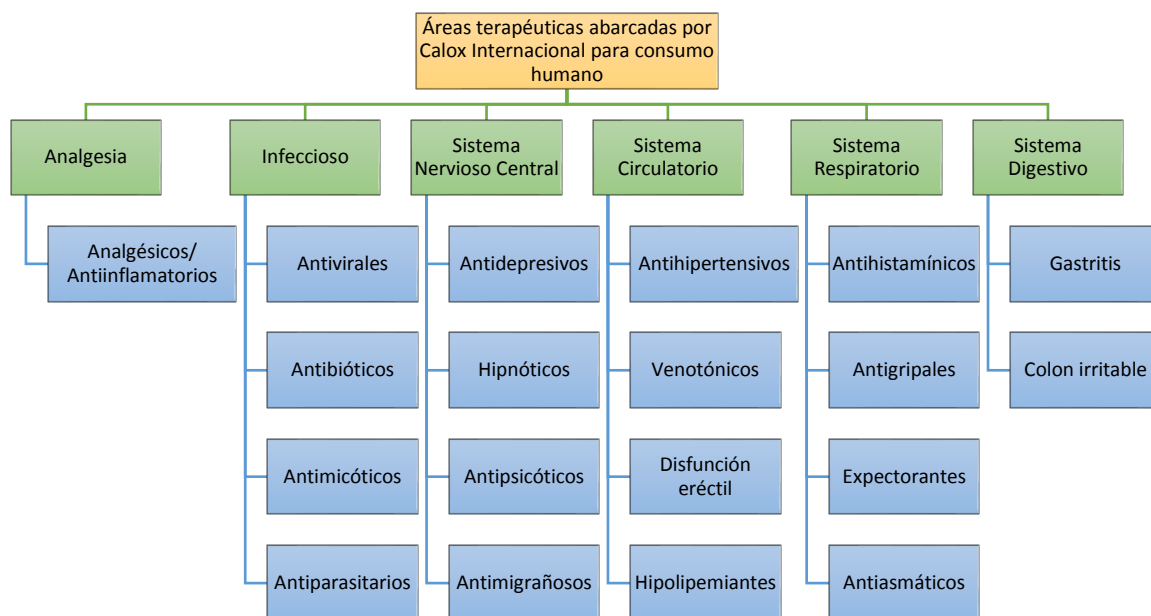 Áreas terapéuticas abarcadas por
Calox Internacional para consumo
humano
Analgesia
Infeccioso
Sistema
Nervioso Central
Sistema
Circulatorio
Sistema
Respiratorio
Sistema
Digestivo
Analgésicos/
Antiinflamatorios
Antivirales
Antidepresivos
Antihipertensivos
Antihistamínicos
Gastritis
Antibióticos
Hipnóticos
Venotónicos
Antigripales
Colon irritable
Antimicóticos
Antipsicóticos
Disfunción
eréctil
Expectorantes
Antiparasitarios
Antimigrañosos
Hipolipemiantes
Antiasmáticos